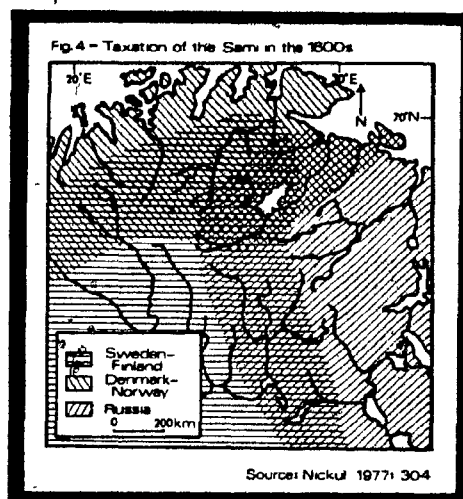 Fig. 4 - Taxation of the Sami in the 1600s
20°E
30°E
N
70°N
Sweden-
Finland
Denmark-
Norway
Russia
0 200km
Source: Nickul 1977: 304